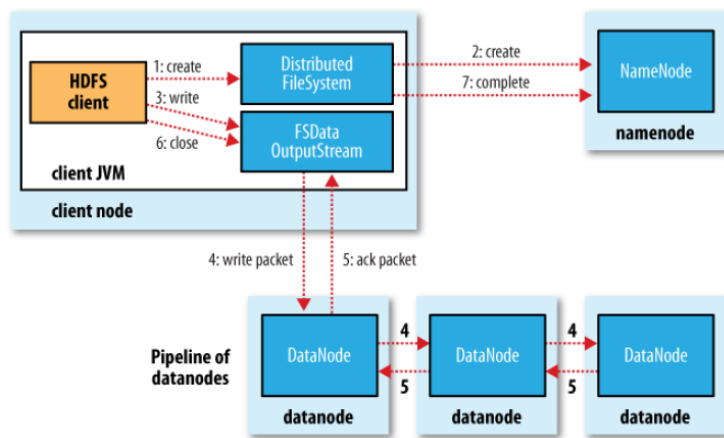 HDFS
client
1: create
3: write
6: close
Distributed
FileSystem
FSData
OutputStream
client JVM
client node
2: create
7: complete
NameNode
namenode
4: write packet
5: ack packet
Pipeline of
datanodes
DataNode
datanode
4
5
DataNode
datanode
4
5
DataNode
datanode